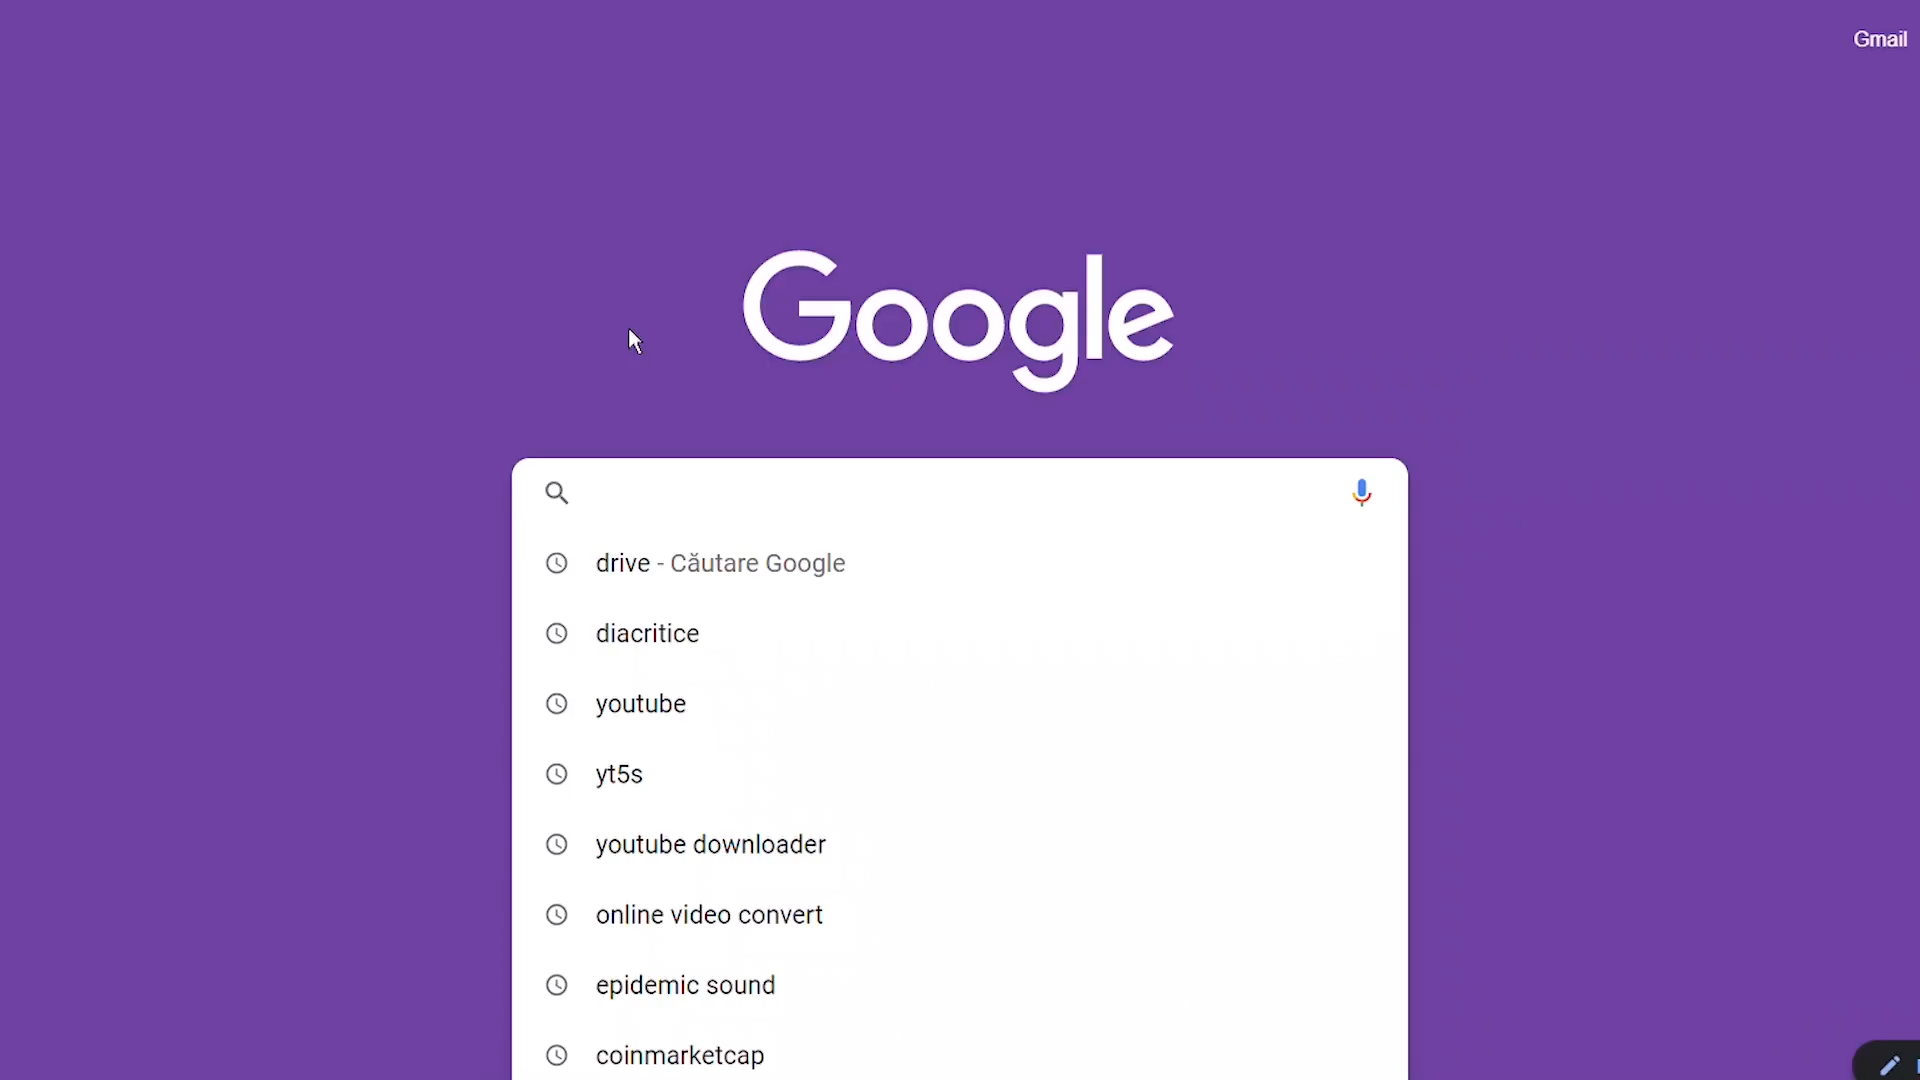 Gmail
Google
drive - Căutare Google
diacritice
youtube
yt5s
youtube downloader
online video convert
epidemic sound
coinmarketcap